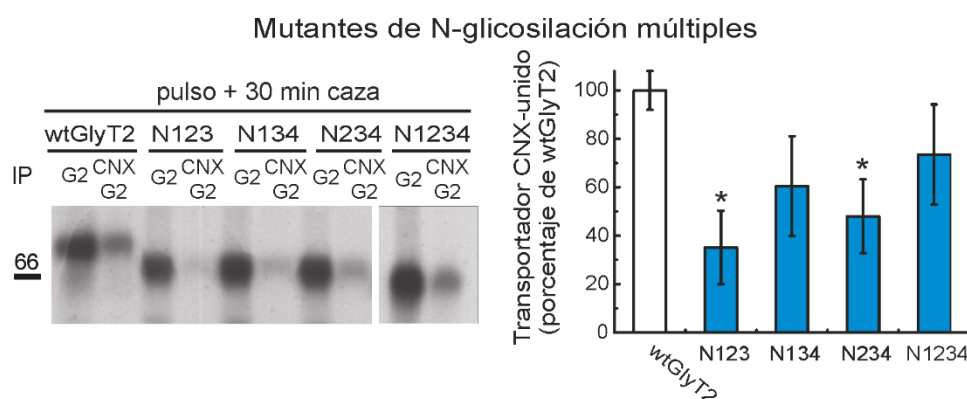 Mutantes de N-glicosilación múltiples
pulso + 30 min caza
wtGlyT2 N123 N134 N234 N1234
IP G2 CNX G2 G2 CNX G2 G2 CNX G2 G2 CNX G2 G2 CNX G2
66
Transportador CNX-unido
(porcentaje de wtGlyT2)
100
80
60
40
20
0
* *
wtGlyT2 N123 N134 N234 N1234